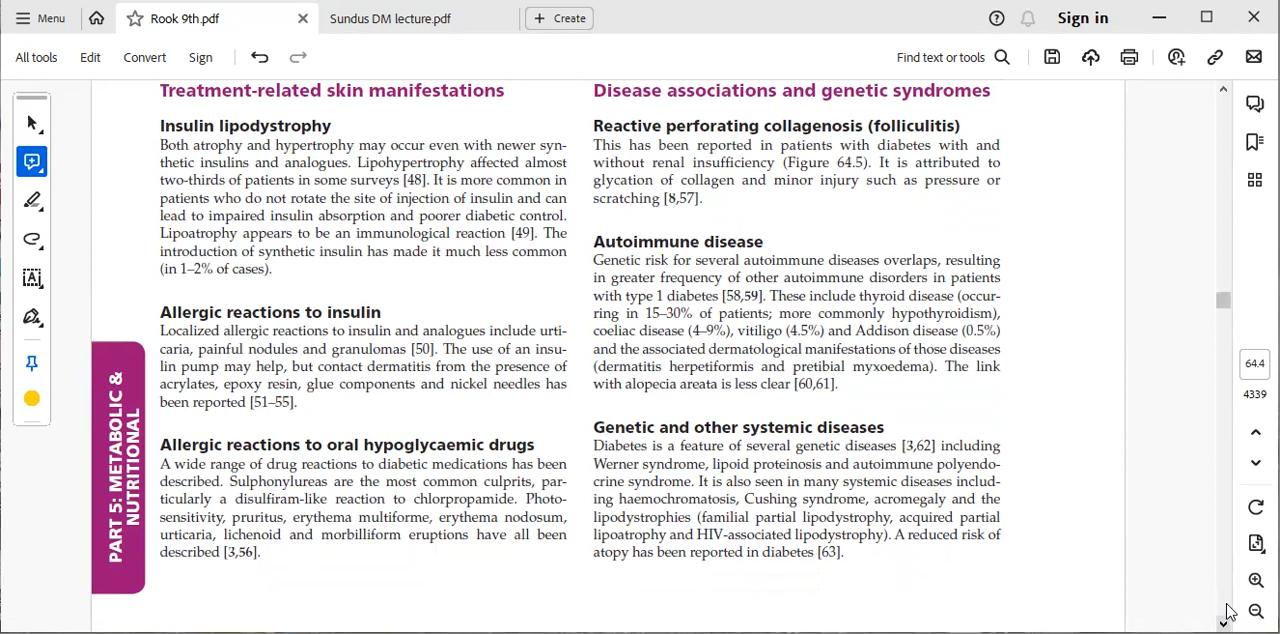 Menu
Rook 9th.pdf
Sundus DM lecture.pdf
Create
Sign in
All tools
Edit
Convert
Sign
Find text or tools
Treatment-related skin manifestations
Insulin lipodystrophy
Both atrophy and hypertrophy may occur even with newer syn-
thetic insulins and analogues. Lipohypertrophy affected almost
two-thirds of patients in some surveys [48]. It is more common in
patients who do not rotate the site of injection of insulin and can
lead to impaired insulin absorption and poorer diabetic control.
Lipoatrophy appears to be an immunological reaction [49]. The
introduction of synthetic insulin has made it much less common
(in 1–2% of cases).
Allergic reactions to insulin
Localized allergic reactions to insulin and analogues include urti-
caria, painful nodules and granulomas [50]. The use of an insu-
lin pump may help, but contact dermatitis from the presence of
acrylates, epoxy resin, glue components and nickel needles has
been reported [51–55].
Allergic reactions to oral hypoglycaemic drugs
A wide range of drug reactions to diabetic medications has been
described. Sulphonylureas are the most common culprits, par-
ticularly a disulfiram-like reaction to chlorpropamide. Photo-
sensitivity, pruritus, erythema multiforme, erythema nodosum,
urticaria, lichenoid and morbilliform eruptions have all been
described [3,56].
Disease associations and genetic syndromes
Reactive perforating collagenosis (folliculitis)
This has been reported in patients with diabetes with and
without renal insufficiency (Figure 64.5). It is attributed to
glycation of collagen and minor injury such as pressure or
scratching [8,57].
Autoimmune disease
Genetic risk for several autoimmune diseases overlaps, resulting
in greater frequency of other autoimmune disorders in patients
with type 1 diabetes [58,59]. These include thyroid disease (occur-
ring in 15–30% of patients; more commonly hypothyroidism),
coeliac disease (4–9%), vitiligo (4.5%) and Addison disease (0.5%)
and the associated dermatological manifestations of those diseases
(dermatitis herpetiformis and pretibial myxoedema). The link
with alopecia areata is less clear [60,61].
Genetic and other systemic diseases
Diabetes is a feature of several genetic diseases [3,62] including
Werner syndrome, lipoid proteinosis and autoimmune polyendo-
crine syndrome. It is also seen in many systemic diseases includ-
ing haemochromatosis, Cushing syndrome, acromegaly and the
lipodystrophies (familial partial lipodystrophy, acquired partial
lipoatrophy and HIV-associated lipodystrophy). A reduced risk of
atopy has been reported in diabetes [63].
PART 5: METABOLIC &
NUTRITIONAL
64.4
4339